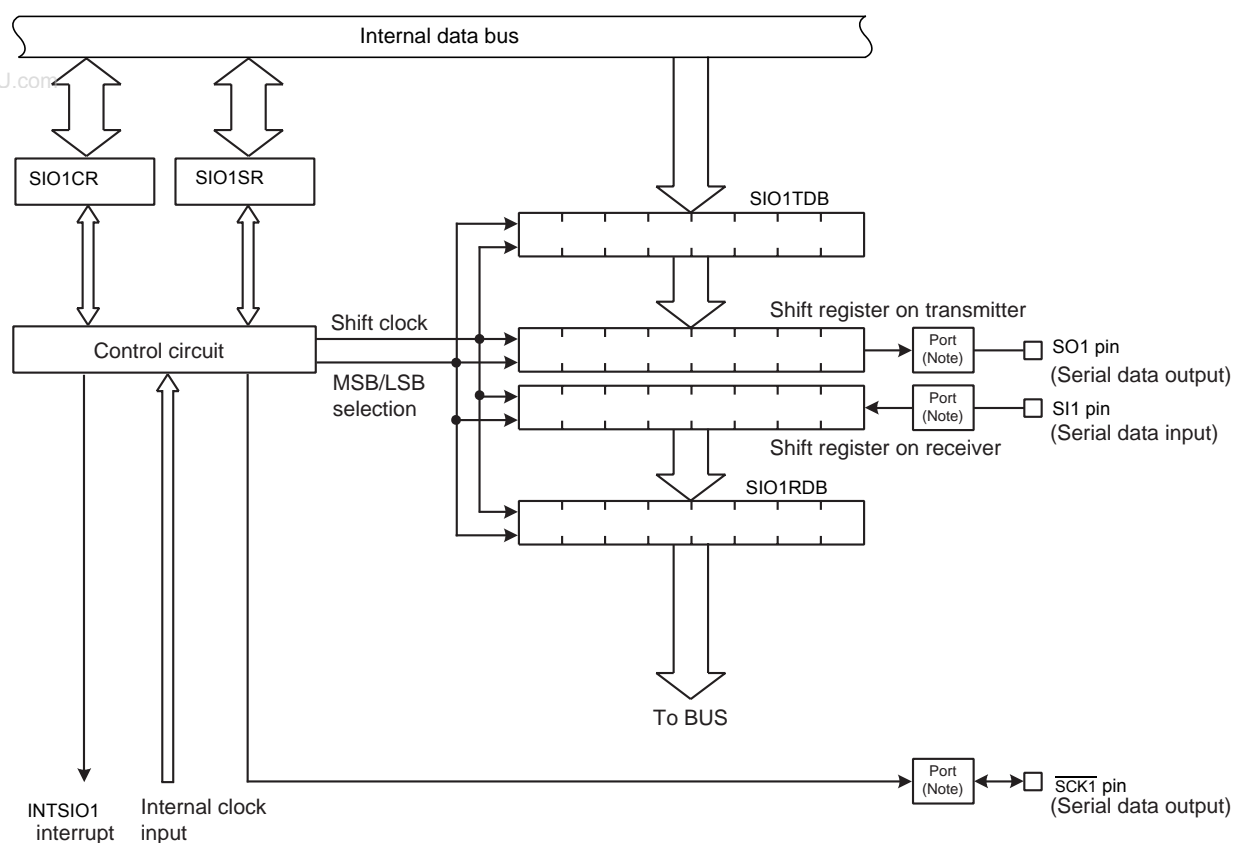 Internal data bus
U.com
SIO1CR
SIO1SR
SIO1TDB
Shift register on transmitter
Shift clock
Control circuit
MSB/LSB
selection
Port
(Note)
SO1 pin
(Serial data output)
Port
(Note)
SI1 pin
(Serial data input)
Shift register on receiver
SIO1RDB
To BUS
Port
(Note)
SCK1 pin
(Serial data output)
INTSIO1
interrupt
Internal clock
input